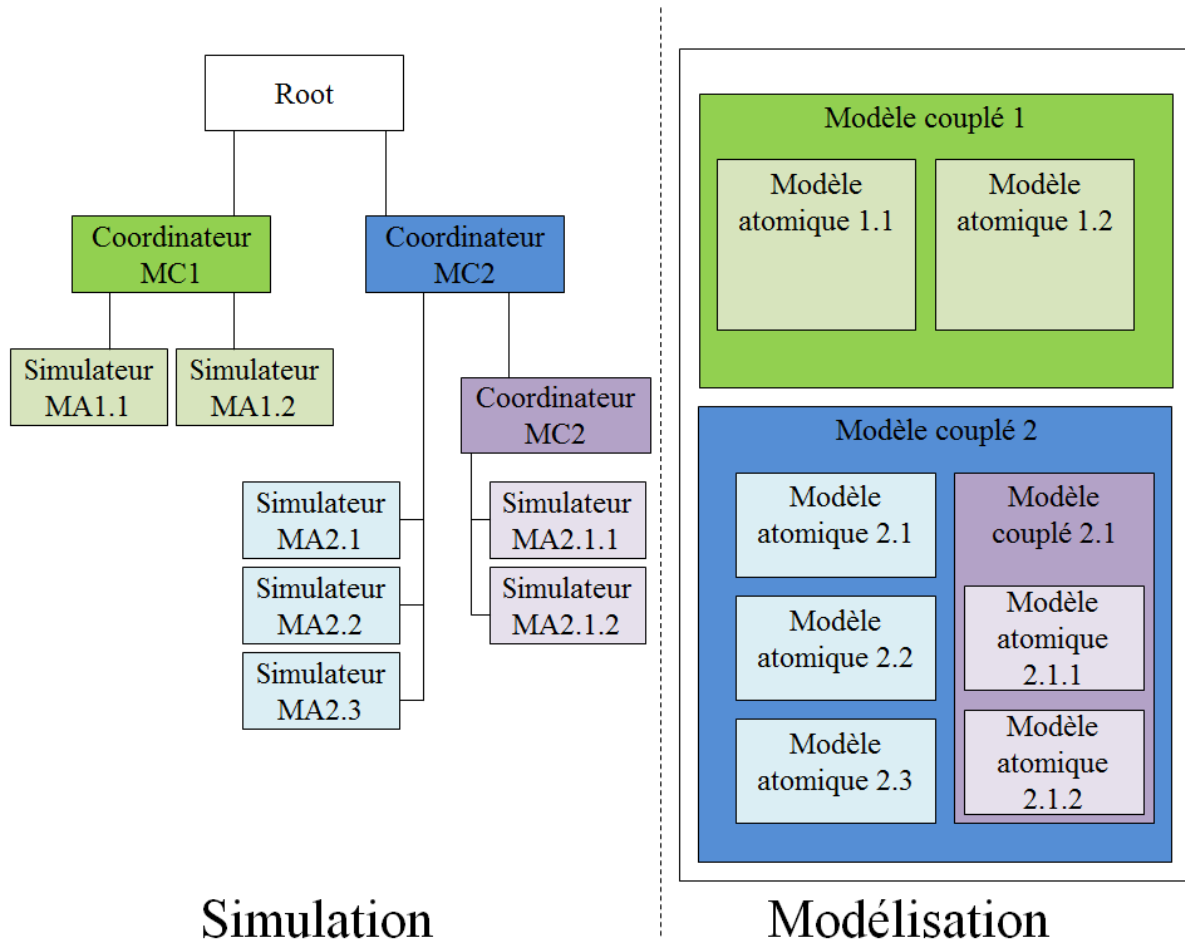 Root
Coordinateur
MC1
Coordinateur
MC2
Simulateur
MA1.1
Simulateur
MA1.2
Coordinateur
MC2
Simulateur
MA2.1
Simulateur
MA2.2
Simulateur
MA2.3
Simulateur
MA2.1.1
Simulateur
MA2.1.2
Simulation
Modèle couplé 1
Modèle
atomique 1.1
Modèle
atomique 1.2
Modèle couplé 2
Modèle
atomique 2.1
Modèle
atomique 2.2
Modèle
atomique 2.3
Modèle
couplé 2.1
Modèle
atomique
2.1.1
Modèle
atomique
2.1.2
Modélisation